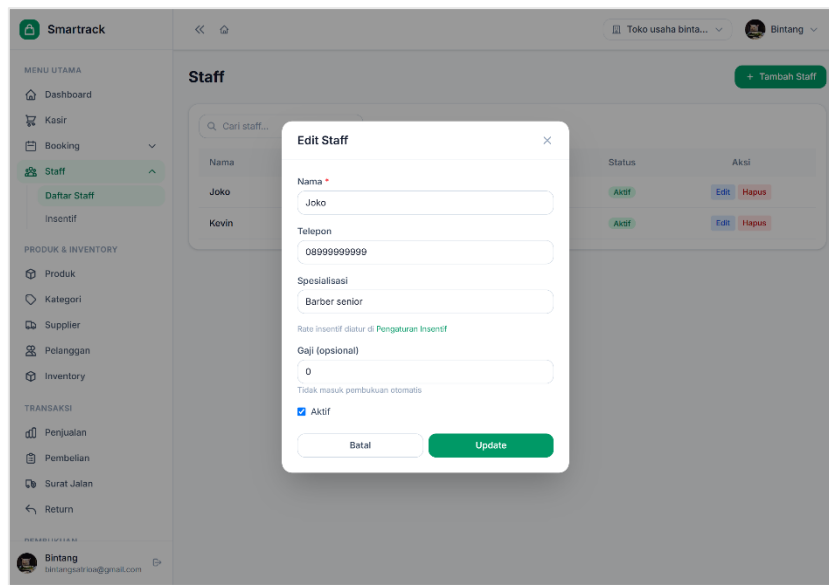 Smartrack
Toko usaha binta...
Bintang
MENU UTAMA
Dashboard
Kasir
Booking
Staff
Daftar Staff
Insentif
PRODUK & INVENTORY
Produk
Kategori
Supplier
Pelanggan
Inventory
TRANSAKSI
Penjualan
Pembelian
Surat Jalan
Return
Bintang
Staff
+ Tambah Staff
Cari staff...
Nama
Status
Aksi
Joko
Aktif
Edit
Hapus
Kevin
Aktif
Edit
Hapus
Edit Staff
Nama *
Joko
Telepon
08999999999
Spesialisasi
Barber senior
Rate insentif diatur di Pengaturan Insentif
Gaji (opsional)
0
Tidak masuk pembukuan otomatis
Aktif
Batal
Update